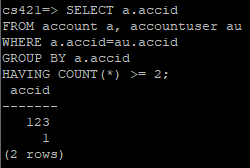 cs421=> SELECT a.accid
FROM account a, accountuser au
WHERE a.accid=au.accid
GROUP BY a.accid
HAVING COUNT(*) >= 2;
 accid
-------
   123
     1
(2 rows)